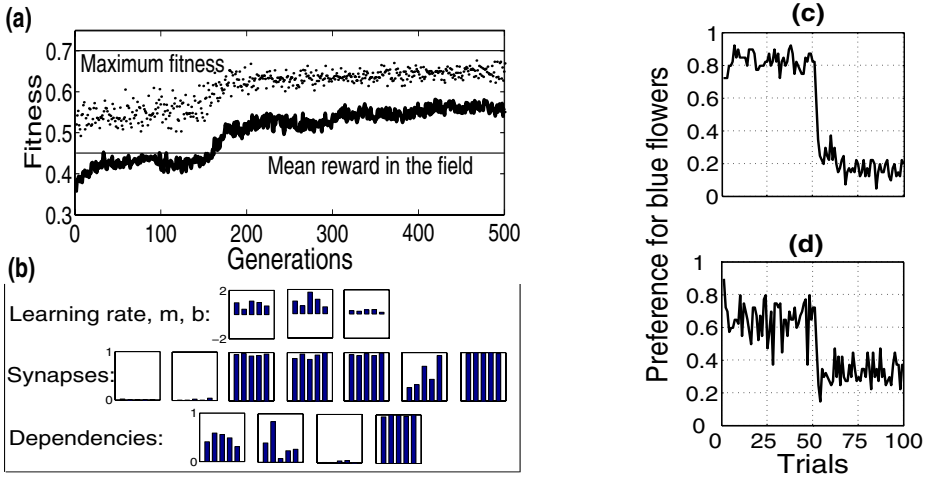 (a)
0.7
0.6
0.5
0.4
0.3
Fitness
Maximum fitness
Mean reward in the field
0
100
200
300
400
500
Generations
(b)
Learning rate, m, b:
2
−2
Synapses:
1
0
Dependencies:
1
0
(c)
1
0.8
0.6
0.4
0.2
0
Preference for blue flowers
(d)
1
0.8
0.6
0.4
0.2
0
1
25
50
75
100
Trials